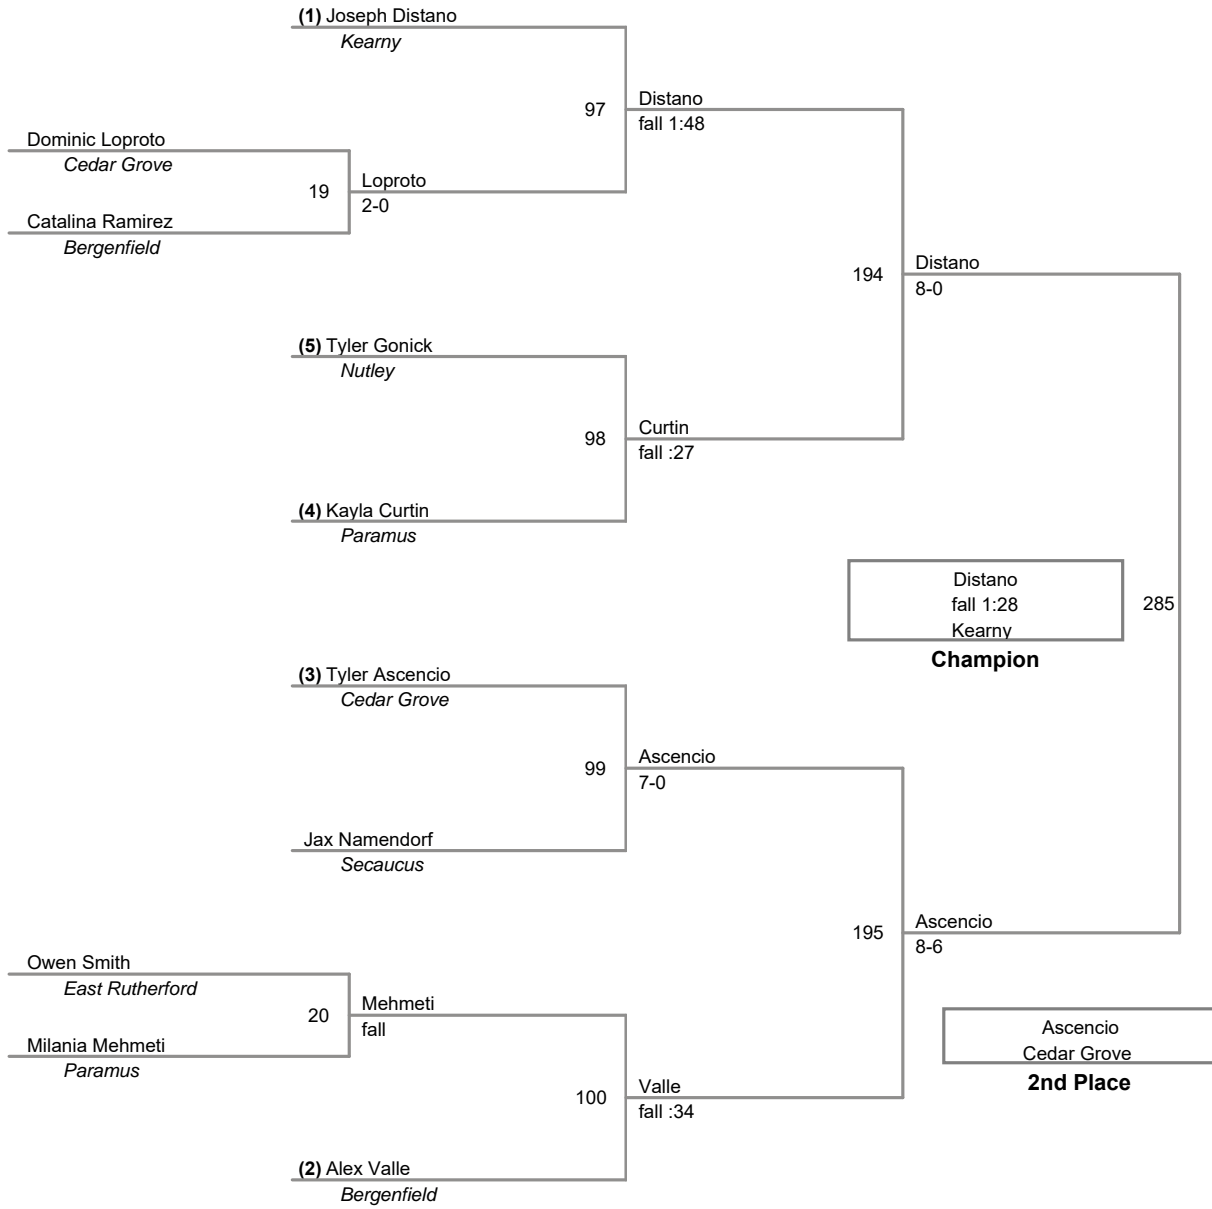 (1) Joseph Distano
Kearny
97
Distano
fall 1:48
Dominic Loproto
Cedar Grove
19
Loproto
2-0
Catalina Ramirez
Bergenfield
194
Distano
8-0
(5) Tyler Gonick
Nutley
98
Curtin
fall :27
(4) Kayla Curtin
Paramus
Distano
fall 1:28
Kearny
Champion
285
(3) Tyler Ascencio
Cedar Grove
99
Ascencio
7-0
Jax Namendorf
Secaucus
195
Ascencio
8-6
Owen Smith
East Rutherford
20
Mehmeti
fall
Milania Mehmeti
Paramus
Ascencio
Cedar Grove
2nd Place
100
Valle
fall :34
(2) Alex Valle
Bergenfield